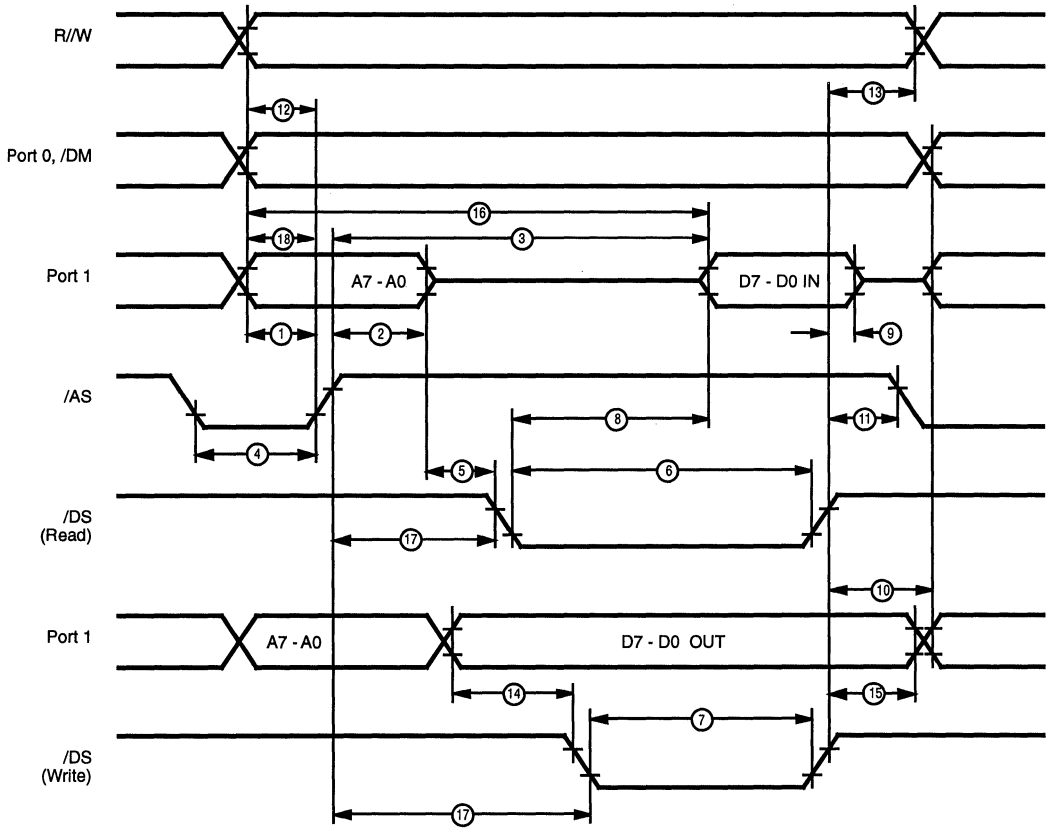 R//W
12
13
Port 0, /DM
16
18
3
Port 1
A7 - A0
D7 - D0 IN
1
2
9
/AS
8
11
4
5
6
/DS
(Read)
17
10
Port 1
A7 - A0
D7 - D0 OUT
14
15
7
/DS
(Write)
17